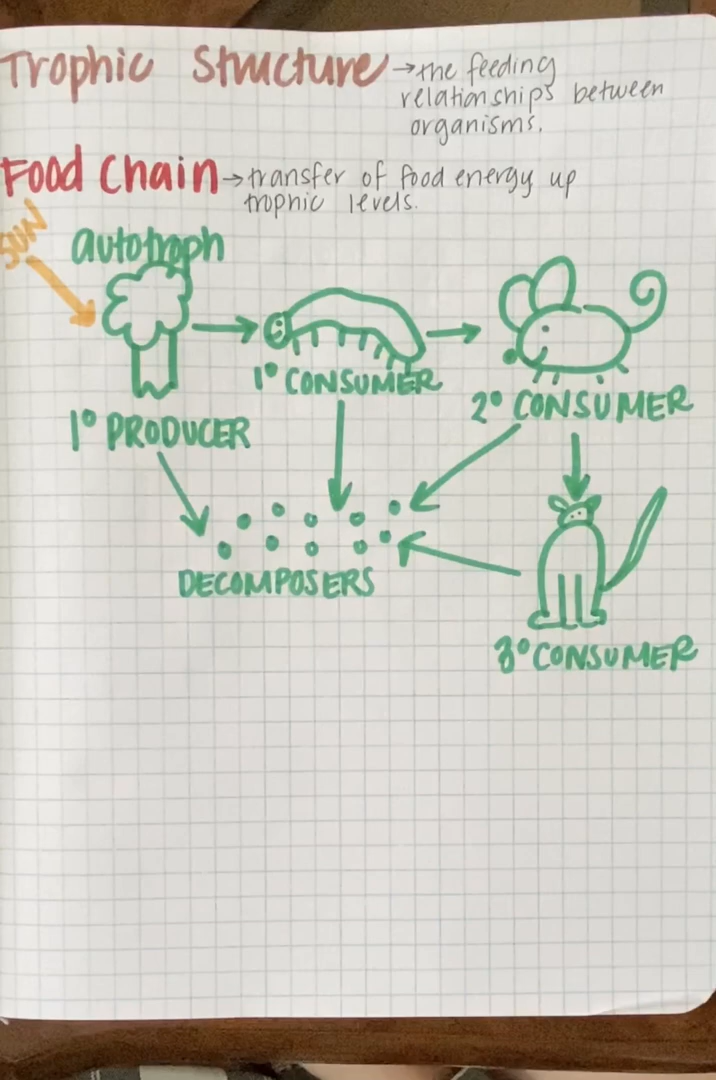 Trophic Structure → the feeding
relationships between
organisms.
Food Chain → transfer of food energy up
trophic levels.
SUN
autotroph
1° CONSUMER
2° CONSUMER
1° PRODUCER
DECOMPOSERS
3° CONSUMER